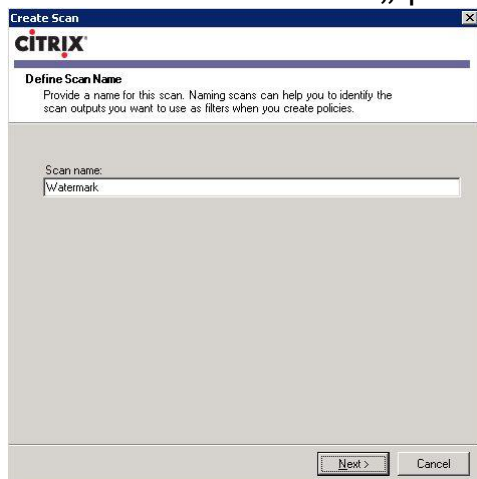 Create Scan
CITRIX
Define Scan Name
Provide a name for this scan. Naming scans can help you to identify the
scan outputs you want to use as filters when you create policies.
Scan name:
Watermark
Next >
Cancel